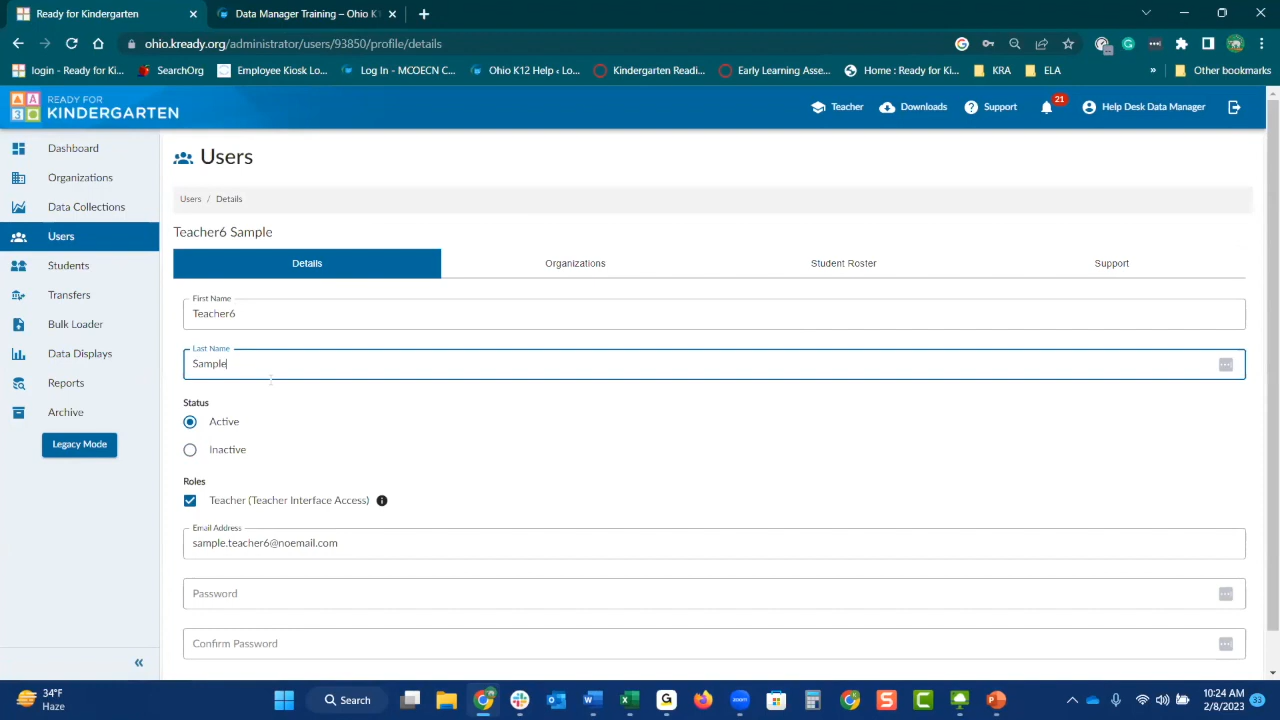 Ready for Kindergarten
Data Manager Training – Ohio K
ohio.kready.org/administrator/users/93850/profile/details
login - Ready for Ki...
SearchOrg
Employee Kiosk Lo...
Log In - MCOECN C...
Ohio K12 Help ‹ Lo...
Kindergarten Readi...
Early Learning Asse...
Home : Ready for Ki...
KRA
ELA
»
Other bookmarks
READY FOR
KINDERGARTEN
Teacher
Downloads
Support
21
Help Desk Data Manager
Dashboard
Organizations
Data Collections
Users
Students
Transfers
Bulk Loader
Data Displays
Reports
Archive
Legacy Mode
«
Users
Users / Details
Teacher6 Sample
Details
Organizations
Student Roster
Support
First Name
Teacher6
Last Name
Sample
Status
Active
Inactive
Roles
Teacher (Teacher Interface Access)
Email Address
sample.teacher6@noemail.com
Password
Confirm Password
34°F
Haze
Search
10:24 AM
2/8/2023
33